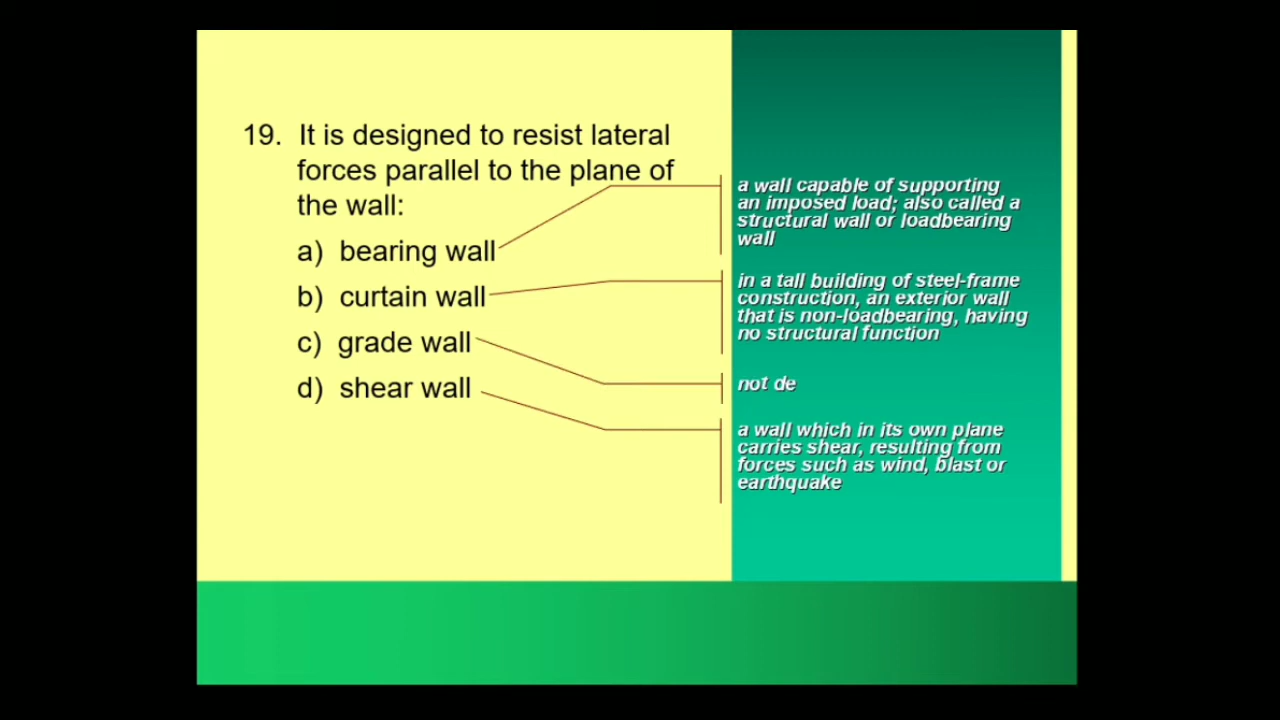 19. It is designed to resist lateral
forces parallel to the plane of
the wall:
a) bearing wall
b) curtain wall
c) grade wall
d) shear wall
a wall capable of supporting
an imposed load; also called a
structural wall or loadbearing
wall
in a tall building of steel-frame
construction, an exterior wall
that is non-loadbearing, having
no structural function
not de
a wall which in its own plane
carries shear, resulting from
forces such as wind, blast or
earthquake